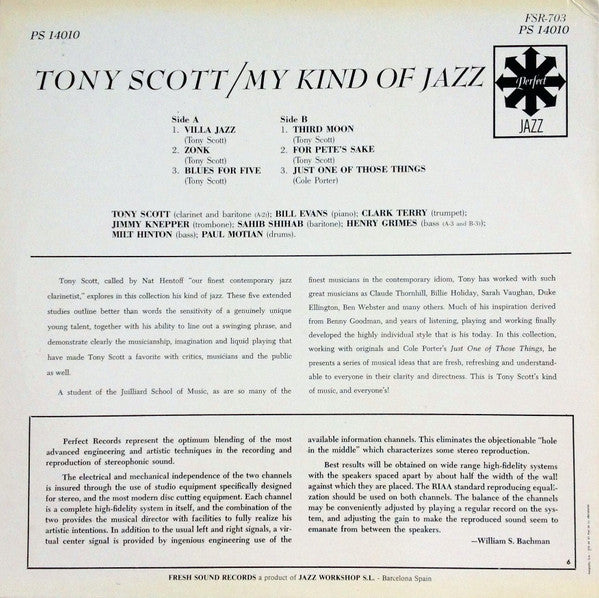 PS 14010
FSR-703
PS 14010
TONY SCOTT/MY KIND OF JAZZ
Perfect
JAZZ
Side A
1. VILLA JAZZ
(Tony Scott)
2. ZONK
(Tony Scott)
3. BLUES FOR FIVE
(Tony Scott)
Side B
1. THIRD MOON
(Tony Scott)
2. FOR PETE'S SAKE
(Tony Scott)
3. JUST ONE OF THOSE THINGS
(Cole Porter)
TONY SCOTT (clarinet and baritone (A-2)); BILL EVANS (piano); CLARK TERRY (trumpet);
JIMMY KNEPPER (trombone); SAHIB SHIHAB (baritone); HENRY GRIMES (bass (A-3 and B-3));
MILT HINTON (bass); PAUL MOTIAN (drums).
Tony Scott, called by Nat Hentoff "our finest contemporary jazz
clarinetist," explores in this collection his kind of jazz. These five extended
studies outline better than words the sensitivity of a genuinely unique
young talent, together with his ability to line out a swinging phrase, and
demonstrate clearly the musicianship, imagination and liquid playing that
have made Tony Scott a favorite with critics, musicians and the public
as well.
A student of the Juilliard School of Music, as are so many of the
finest musicians in the contemporary idiom, Tony has worked with such
great musicians as Claude Thornhill, Billie Holiday, Sarah Vaughan, Duke
Ellington, Ben Webster and many others. Much of his inspiration derived
from Benny Goodman, and years of listening, playing and working finally
developed the highly individual style that is his today. In this collection,
working with originals and Cole Porter's Just One of Those Things, he
presents a series of musical ideas that are fresh, refreshing and understand-
able to everyone in their clarity and directness. This is Tony Scott's kind
of music, and everyone's!
Perfect Records represent the optimum blending of the most
advanced engineering and artistic techniques in the recording and
reproduction of stereophonic sound.
The electrical and mechanical independence of the two channels
is insured through the use of studio equipment specifically designed
for stereo, and the most modern disc cutting equipment. Each channel
is a complete high-fidelity system in itself, and the combination of the
two provides the musical director with facilities to fully realize his
artistic intentions. In addition to the usual left and right signals, a vir-
tual center signal is provided by ingenious engineering use of the
available information channels. This eliminates the objectionable "hole
in the middle" which characterizes some stereo reproduction.
Best results will be obtained on wide range high-fidelity systems
with the speakers spaced apart by about half the width of the wall
against which they are placed. The RIAA standard reproducing equali-
zation should be used on both channels. The balance of the channels
may be conveniently adjusted by playing a regular record on the sys-
tem, and adjusting the gain to make the reproduced sound seem to
emanate from between the speakers.
—William S. Bachman
6
FRESH SOUND RECORDS a product of JAZZ WORKSHOP S.L. - Barcelona Spain